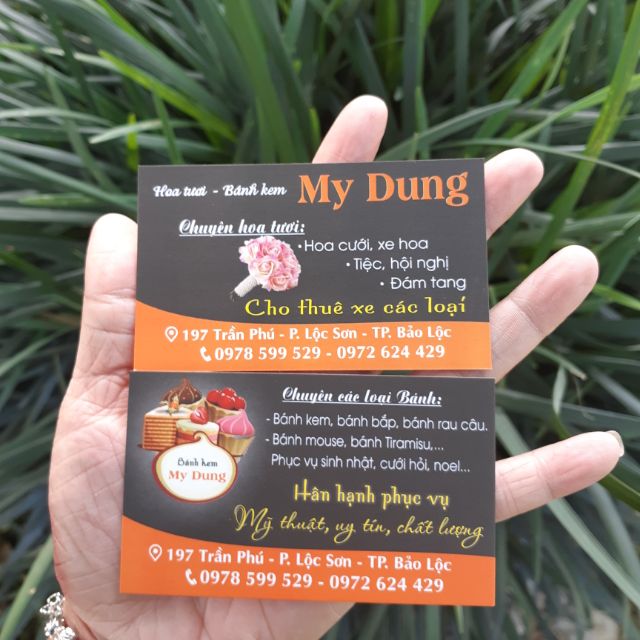 Hoa tươi - Bánh kem My Dung
Chuyên hoa tươi:
• Hoa cưới, xe hoa
• Tiệc, hội nghị
• Đám tang
Cho thuê xe các loại
197 Trần Phú - P. Lộc Sơn - TP. Bảo Lộc
0978 599 529 - 0972 624 429
Chuyên các loại Bánh:
- Bánh kem, bánh bắp, bánh rau câu.
- Bánh mouse, bánh Tiramisu,...
Phục vụ sinh nhật, cưới hỏi, noel...
Bánh kem
My Dung
Hân hạnh phục vụ
Mỹ thuật, uy tín, chất lượng
197 Trần Phú - P. Lộc Sơn - TP. Bảo Lộc
0978 599 529 - 0972 624 429